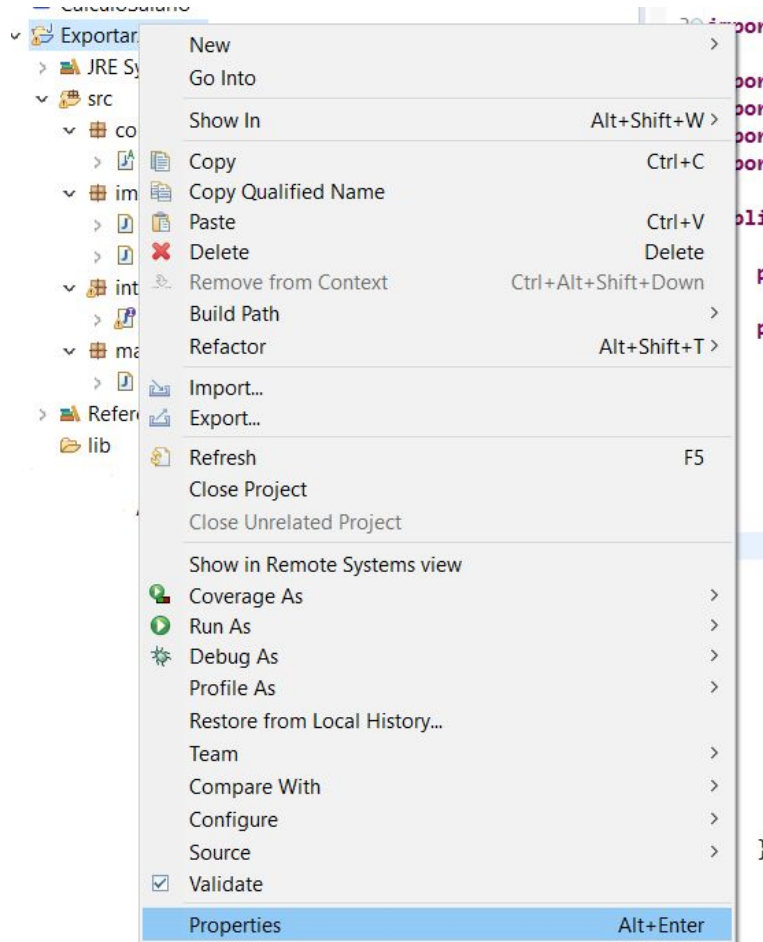 Exportar
JRE Sy
src
co
im
int
ma
Refere
lib
New
Go Into
Show In Alt+Shift+W
Copy Ctrl+C
Copy Qualified Name
Paste Ctrl+V
Delete Delete
Remove from Context Ctrl+Alt+Shift+Down
Build Path
Refactor Alt+Shift+T
Import...
Export...
Refresh F5
Close Project
Close Unrelated Project
Show in Remote Systems view
Coverage As
Run As
Debug As
Profile As
Restore from Local History...
Team
Compare With
Configure
Source
Validate
Properties Alt+Enter
}